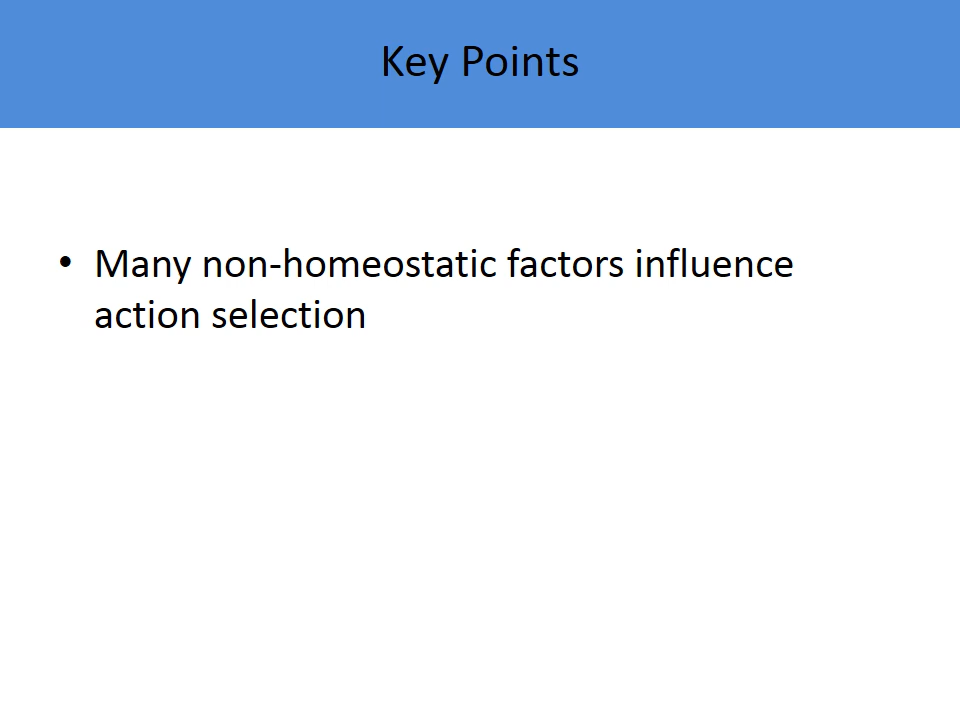 Key Points
• Many non-homeostatic factors influence
action selection